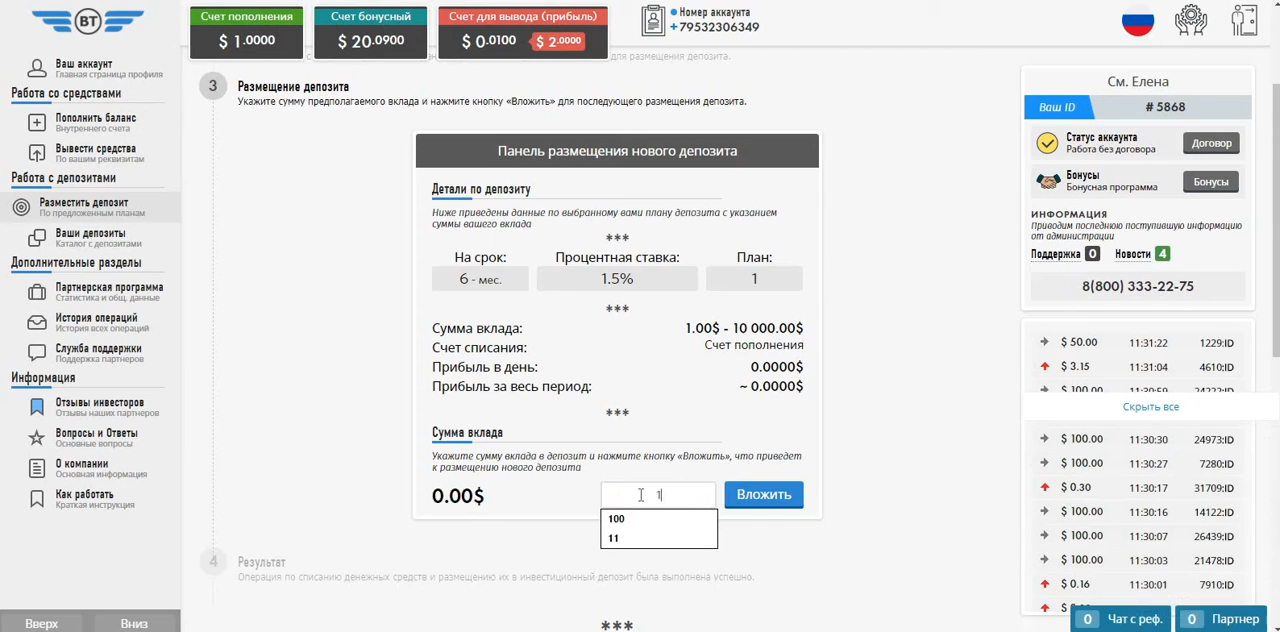 BT
Ваш аккаунт
Главная страница профиля
Работа со средствами
Пополнить баланс
Внутреннего счета
Вывести средства
По вашим реквизитам
Работа с депозитами
Разместить депозит
По предложенным планам
Ваши депозиты
Каталог с депозитами
Дополнительные разделы
Партнерская программа
Статистика и общ. данные
История операций
История всех операций
Служба поддержки
Поддержка партнеров
Информация
Отзывы инвесторов
Отзывы наших партнеров
Вопросы и Ответы
Основные вопросы
О компании
Основная информация
Как работать
Краткая инструкция
Вверх
Вниз
Счет пополнения
$ 1.0000
Счет бонусный
$ 20.0900
Счет для вывода (прибыль)
$ 0.0100
$ 2.0000
Номер аккаунта
+79532306349
для размещения депозита.
3
Размещение депозита
Укажите сумму предполагаемого вклада и нажмите кнопку «Вложить» для последующего размещения депозита.
Панель размещения нового депозита
Детали по депозиту
Ниже приведены данные по выбранному вами плану депозита с указанием
суммы вашего вклада
***
На срок: Процентная ставка: План:
6 - мес. 1.5% 1
***
Сумма вклада: 1.00$ - 10 000.00$
Счет списания: Счет пополнения
Прибыль в день: 0.0000$
Прибыль за весь период: ~ 0.0000$
***
Сумма вклада
Укажите сумму вклада в депозит и нажмите кнопку «Вложить», что приведет
к размещению нового депозита
0.00$ 1 Вложить
100
11
4
Результат
Операция по списанию денежных средств и размещению их в инвестиционный депозит была выполнена успешно.
***
См. Елена
Ваш ID # 5868
Статус аккаунта
Работа без договора
Договор
Бонусы
Бонусная программа
Бонусы
ИНФОРМАЦИЯ
Приводим последнюю поступившую информацию
от администрации
Поддержка 0 Новости 4
8(800) 333-22-75
$ 50.00 11:31:22 1229:ID
$ 3.15 11:31:04 4610:ID
$ 100.00 11:30:59 24222:ID
Скрыть все
$ 100.00 11:30:30 24973:ID
$ 100.00 11:30:27 7280:ID
$ 0.30 11:30:17 31709:ID
$ 100.00 11:30:16 14122:ID
$ 100.00 11:30:07 26439:ID
$ 100.00 11:30:03 21478:ID
$ 0.16 11:30:01 7910:ID
0 Чат с реф.
0 Партнер